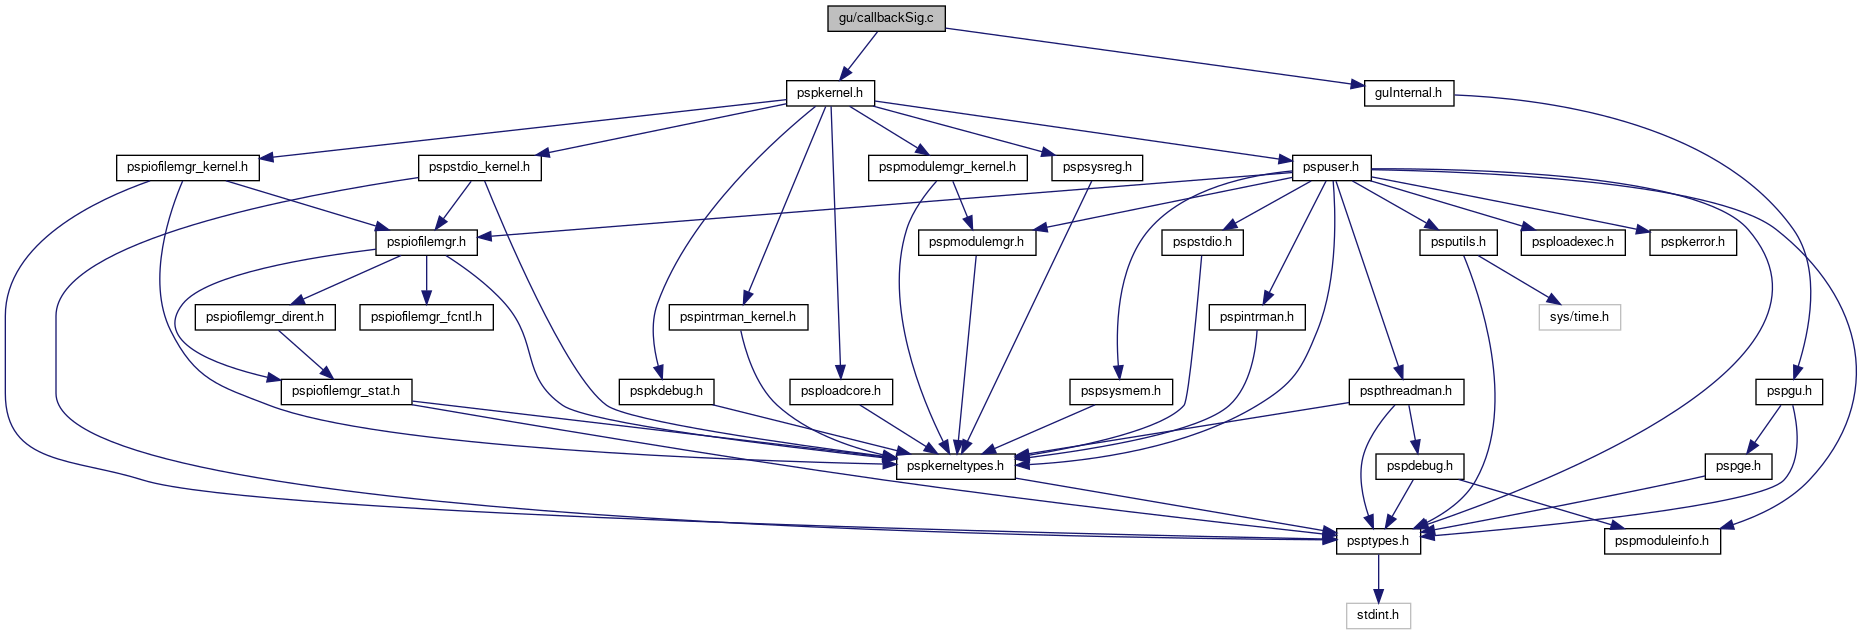 gu/callbackSig.c
pspkernel.h
guInternal.h
pspiofilemgr_kernel.h
pspstdio_kernel.h
pspmodulemgr_kernel.h
pspsysreg.h
pspuser.h
pspiofilemgr.h
pspmodulemgr.h
pspstdio.h
psputils.h
psploadexec.h
pspkerror.h
pspiofilemgr_dirent.h
pspiofilemgr_fcntl.h
pspintrman_kernel.h
pspintrman.h
sys/time.h
pspiofilemgr_stat.h
pspkdebug.h
psploadcore.h
pspsysmem.h
pspthreadman.h
pspgu.h
pspkerneltypes.h
pspdebug.h
pspge.h
psptypes.h
pspmoduleinfo.h
stdint.h